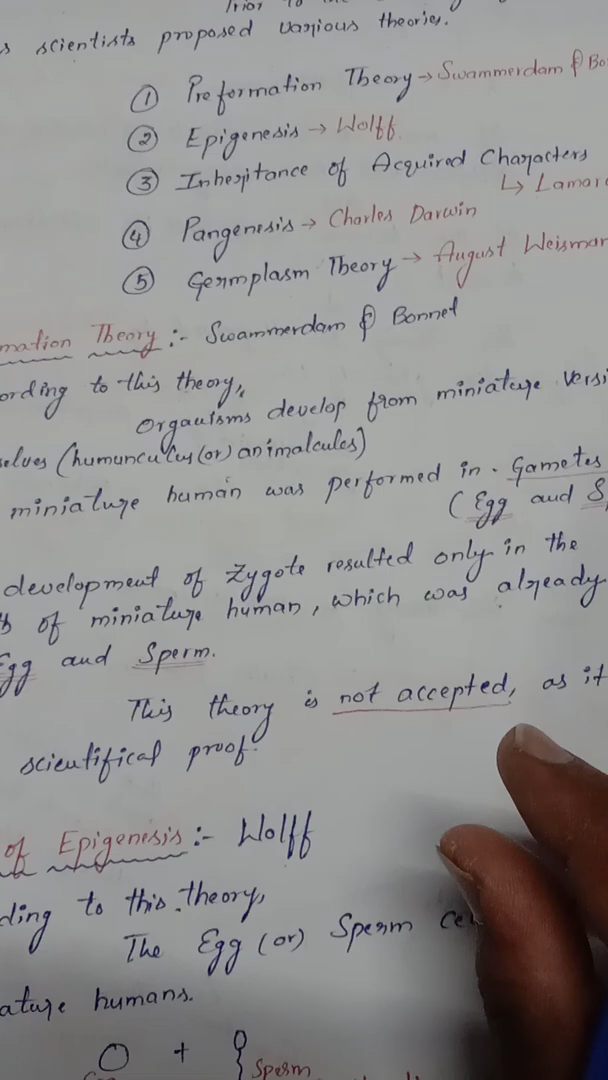 Prior to the
s scientists proposed various theories.
① Preformation Theory → Swammerdam & Bo
② Epigenesis → Wolff
③ Inheritance of Acquired Characters
↳ Lamar
④ Pangenesis → Charles Darwin
⑤ Germplasm Theory → August Weisman
mation Theory :- Swammerdam & Bonnet
ording to this theory,
Organisms develop from miniature versi
selves (humunculus (or) animalcules)
miniature human was performed in. Gametes
(Egg and S
development of Zygote resulted only in the
of miniature human, which was already
Egg and Sperm.
This theory is not accepted, as it
scientifical proof.
of Epigenesis :- Wolff
ding to this theory,
The Egg (or) Sperm ce
ature humans.
+
Sperm